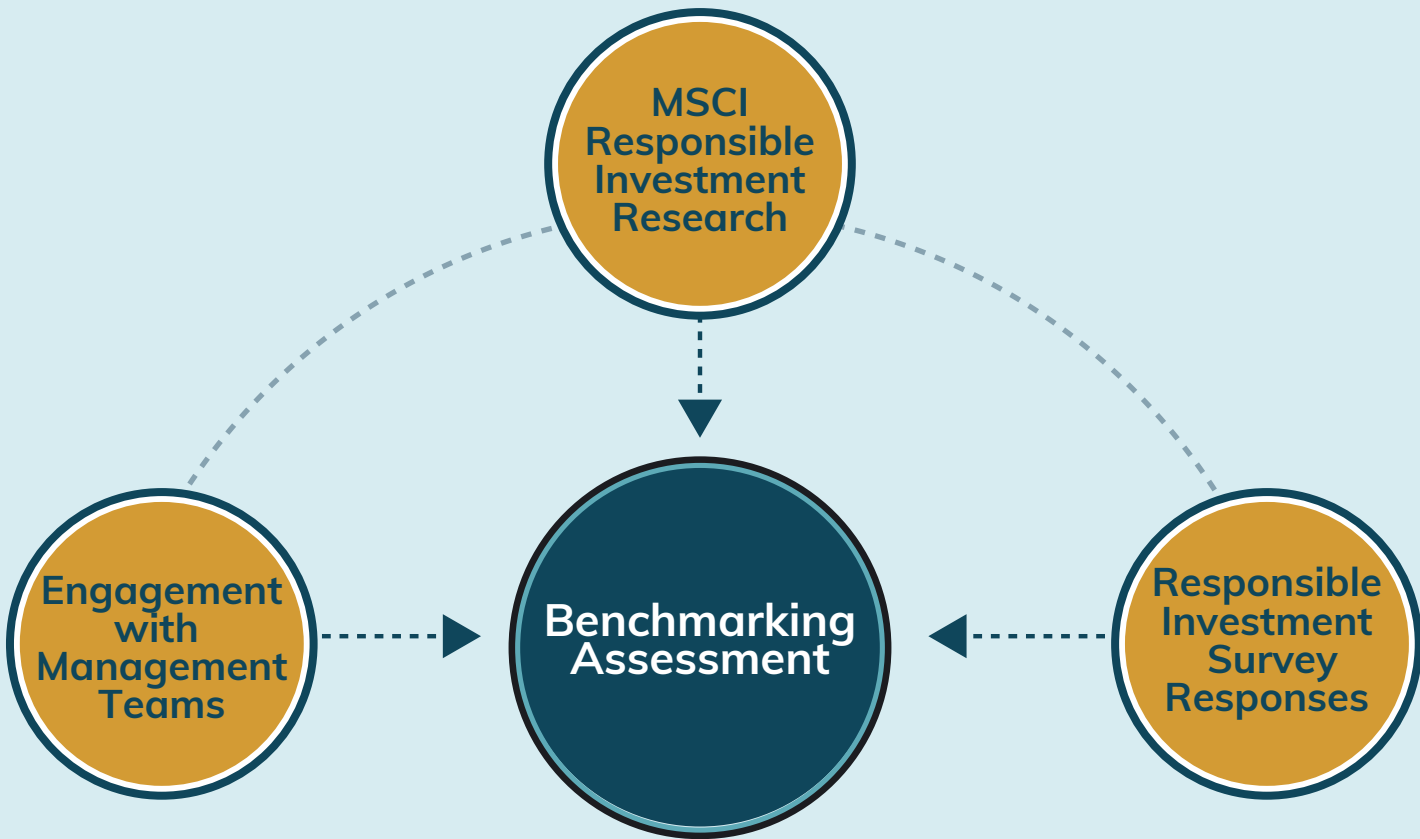 MSCI
Responsible
Investment
Research
Engagement
with
Management
Teams
Benchmarking
Assessment
Responsible
Investment
Survey
Responses